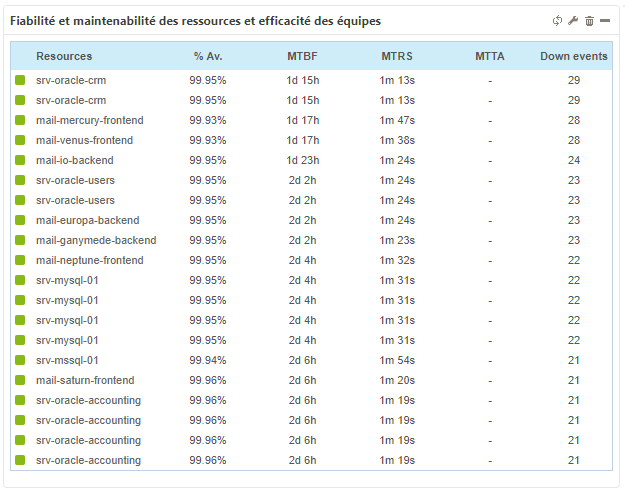 Fiabilité et maintenabilité des ressources et efficacité des équipes
Resources % Av. MTBF MTRS MTTA Down events
srv-oracle-crm 99.95% 1d 15h 1m 13s - 29
srv-oracle-crm 99.95% 1d 15h 1m 13s - 29
mail-mercury-frontend 99.93% 1d 17h 1m 47s - 28
mail-venus-frontend 99.93% 1d 17h 1m 38s - 28
mail-io-backend 99.95% 1d 23h 1m 24s - 24
srv-oracle-users 99.95% 2d 2h 1m 24s - 23
srv-oracle-users 99.95% 2d 2h 1m 24s - 23
mail-europa-backend 99.95% 2d 2h 1m 24s - 23
mail-ganymede-backend 99.95% 2d 2h 1m 23s - 23
mail-neptune-frontend 99.95% 2d 4h 1m 32s - 22
srv-mysql-01 99.95% 2d 4h 1m 31s - 22
srv-mysql-01 99.95% 2d 4h 1m 31s - 22
srv-mysql-01 99.95% 2d 4h 1m 31s - 22
srv-mysql-01 99.95% 2d 4h 1m 31s - 22
srv-mssql-01 99.94% 2d 6h 1m 54s - 21
mail-saturn-frontend 99.96% 2d 6h 1m 20s - 21
srv-oracle-accounting 99.96% 2d 6h 1m 19s - 21
srv-oracle-accounting 99.96% 2d 6h 1m 19s - 21
srv-oracle-accounting 99.96% 2d 6h 1m 19s - 21
srv-oracle-accounting 99.96% 2d 6h 1m 19s - 21